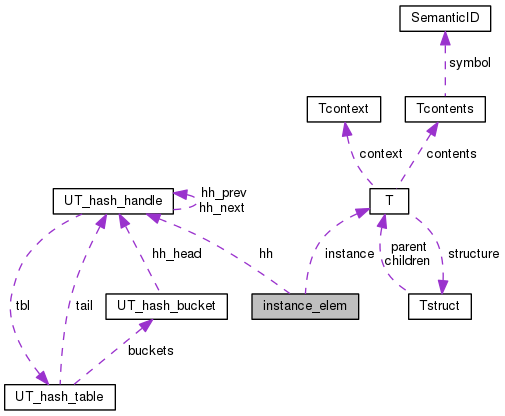 SemanticID
symbol
Tcontext
Tcontents
context
contents
UT_hash_handle
hh_prev
hh_next
T
hh_head
hh
instance
parent
children
structure
tbl
tail
UT_hash_bucket
instance_elem
Tstruct
buckets
UT_hash_table